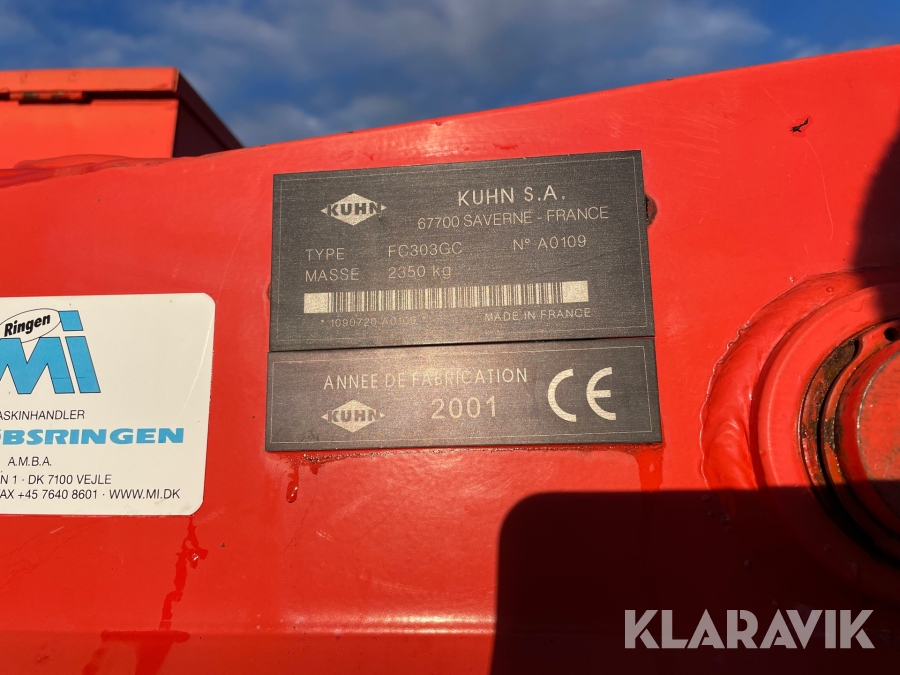 KUHN
KUHN S.A.
67700 SAVERNE - FRANCE
TYPE FC303GC N° A0109
MASSE 2350 kg
MADE IN FRANCE
ANNEE DE FABRICATION
KUHN 2001 CE
Ringen
MI
ASKINHANDLER
BSRINGEN
A.M.B.A.
N 1 · DK 7100 VEJLE
FAX +45 7640 8601 · WWW.MI.DK
KLARAVIK